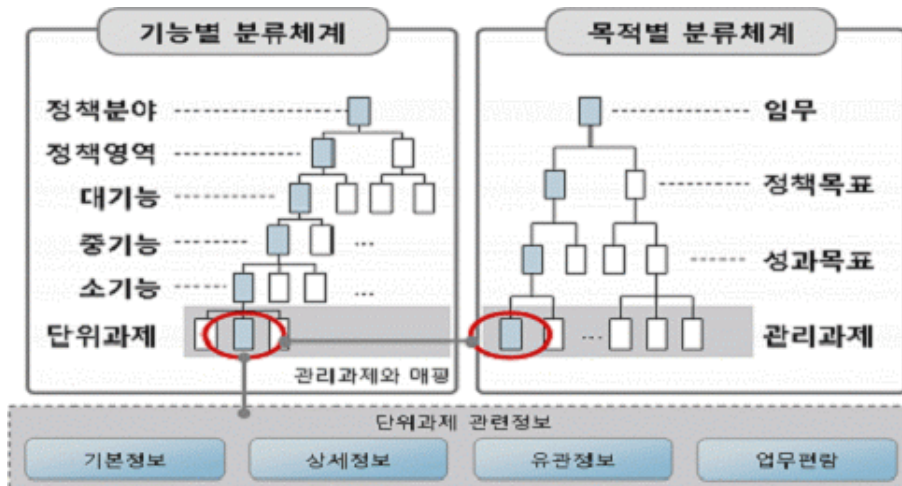 기능별 분류체계
정책분야
정책영역
대기능
중기능
...
소기능
...
단위과제
관리과제와 매핑
목적별 분류체계
임무
정책목표
성과목표
...
관리과제
단위과제 관련정보
기본정보
상세정보
유관정보
업무편람